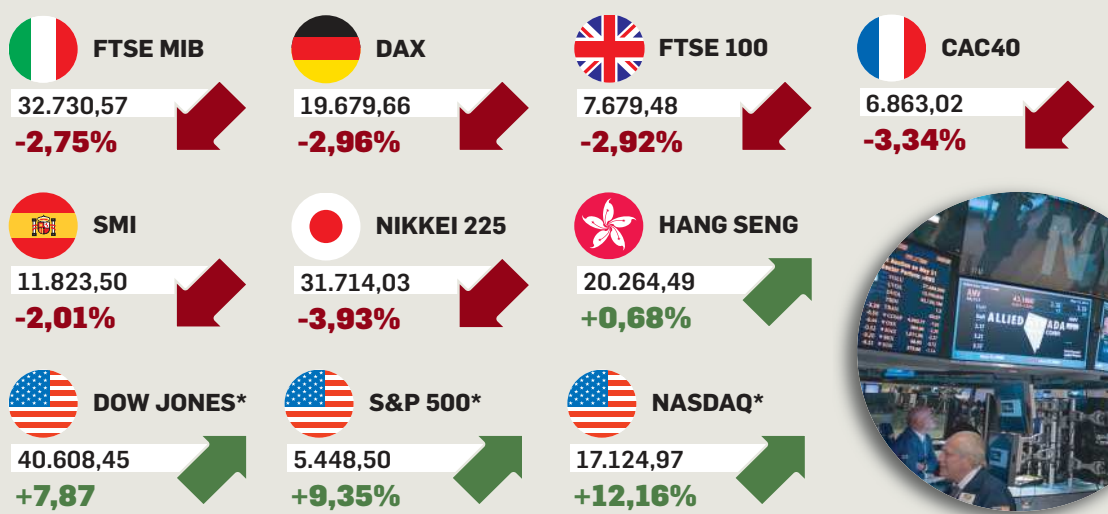 FTSE MIB
32.730,57
-2,75%
DAX
19.679,66
-2,96%
FTSE 100
7.679,48
-2,92%
CAC40
6.863,02
-3,34%
SMI
11.823,50
-2,01%
NIKKEI 225
31.714,03
-3,93%
HANG SENG
20.264,49
+0,68%
DOW JONES*
40.608,45
+7,87
S&P 500*
5.448,50
+9,35%
NASDAQ*
17.124,97
+12,16%
ALLIED